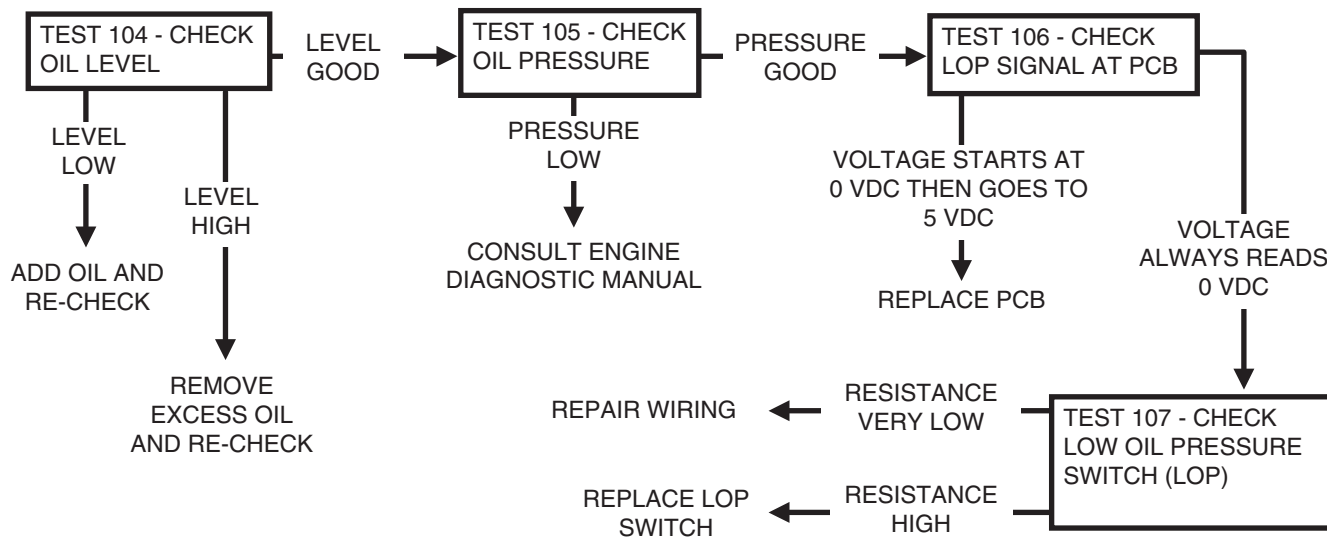 TEST 104 - CHECK
OIL LEVEL
LEVEL
GOOD
TEST 105 - CHECK
OIL PRESSURE
PRESSURE
GOOD
TEST 106 - CHECK
LOP SIGNAL AT PCB
LEVEL
LOW
LEVEL
HIGH
PRESSURE
LOW
VOLTAGE STARTS AT
0 VDC THEN GOES TO
5 VDC
VOLTAGE
ALWAYS READS
0 VDC
ADD OIL AND
RE-CHECK
CONSULT ENGINE
DIAGNOSTIC MANUAL
REPLACE PCB
REMOVE
EXCESS OIL
AND RE-CHECK
REPAIR WIRING
RESISTANCE
VERY LOW
TEST 107 - CHECK
LOW OIL PRESSURE
SWITCH (LOP)
REPLACE LOP
SWITCH
RESISTANCE
HIGH